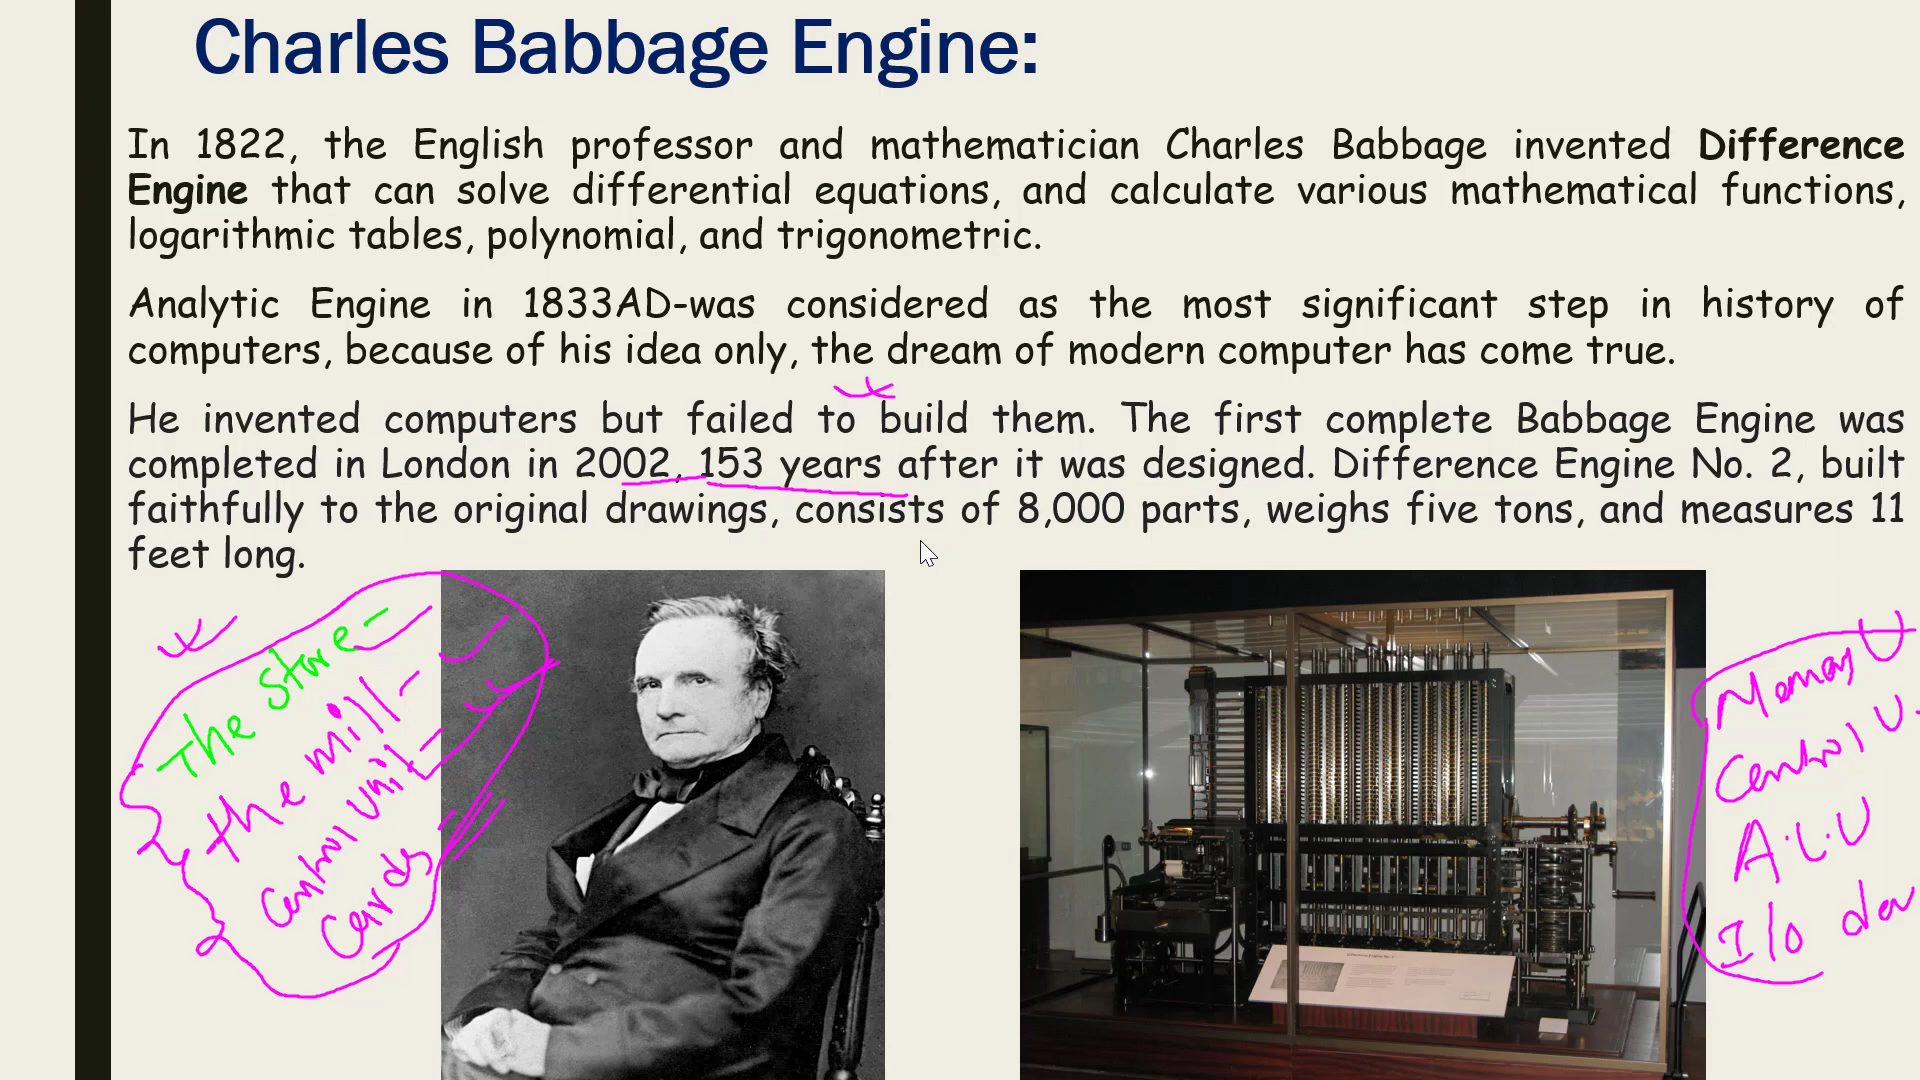 Charles Babbage Engine:
In 1822, the English professor and mathematician Charles Babbage invented Difference
Engine that can solve differential equations, and calculate various mathematical functions,
logarithmic tables, polynomial, and trigonometric.
Analytic Engine in 1833AD-was considered as the most significant step in history of
computers, because of his idea only, the dream of modern computer has come true.
He invented computers but failed to build them. The first complete Babbage Engine was
completed in London in 2002, 153 years after it was designed. Difference Engine No. 2, built
faithfully to the original drawings, consists of 8,000 parts, weighs five tons, and measures 11
feet long.
The store -
the mill -
Control Unit -
Cards
Memory U
Control U.
A.L.U
I/o dev